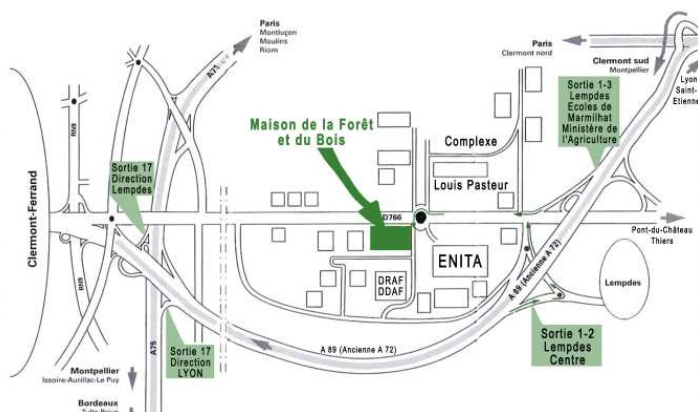 Paris
Montluçon
Moulins
Riom
A71
Paris
Clermont nord
Clermont sud
Montpellier
Lyon
Saint-
Etienne
Sortie 1-3
Lempdes
Ecoles de
Marmilhat
Ministère de
l'Agriculture
RN9
Maison de la Forêt
et du Bois
Complexe
Louis Pasteur
Sortie 17
Direction
Lempdes
Clermont-Ferrand
D766
Pont-du-Château
Thiers
ENITA
DRAF
DDAF
A 89 (Ancienne A 72)
Lempdes
RN9
A75
Sortie 17
Direction
LYON
A 89 (Ancienne A 72)
Sortie 1-2
Lempdes
Centre
Montpellier
Issoire-Aurillac-Le Puy
Bordeaux